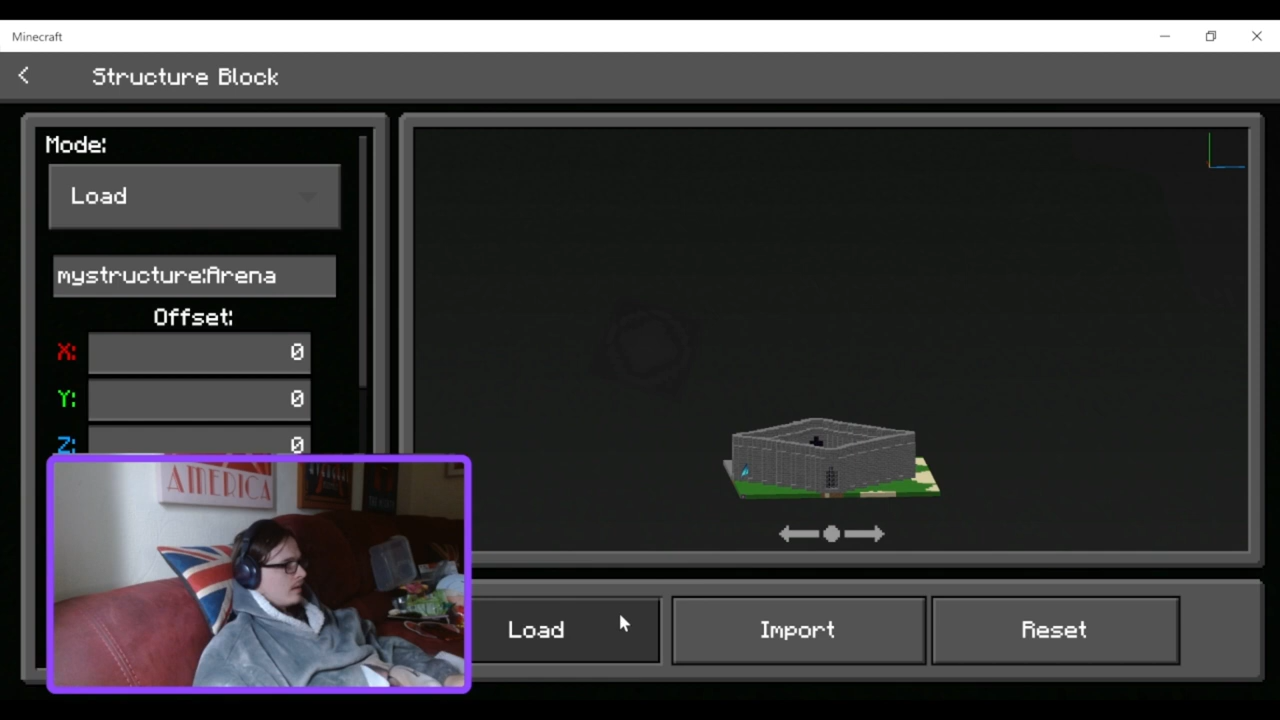 Minecraft
Structure Block
Mode:
Load
mystructure:Arena
Offset:
X: 0
Y: 0
Z: 0
AMERICA
Load
Import
Reset